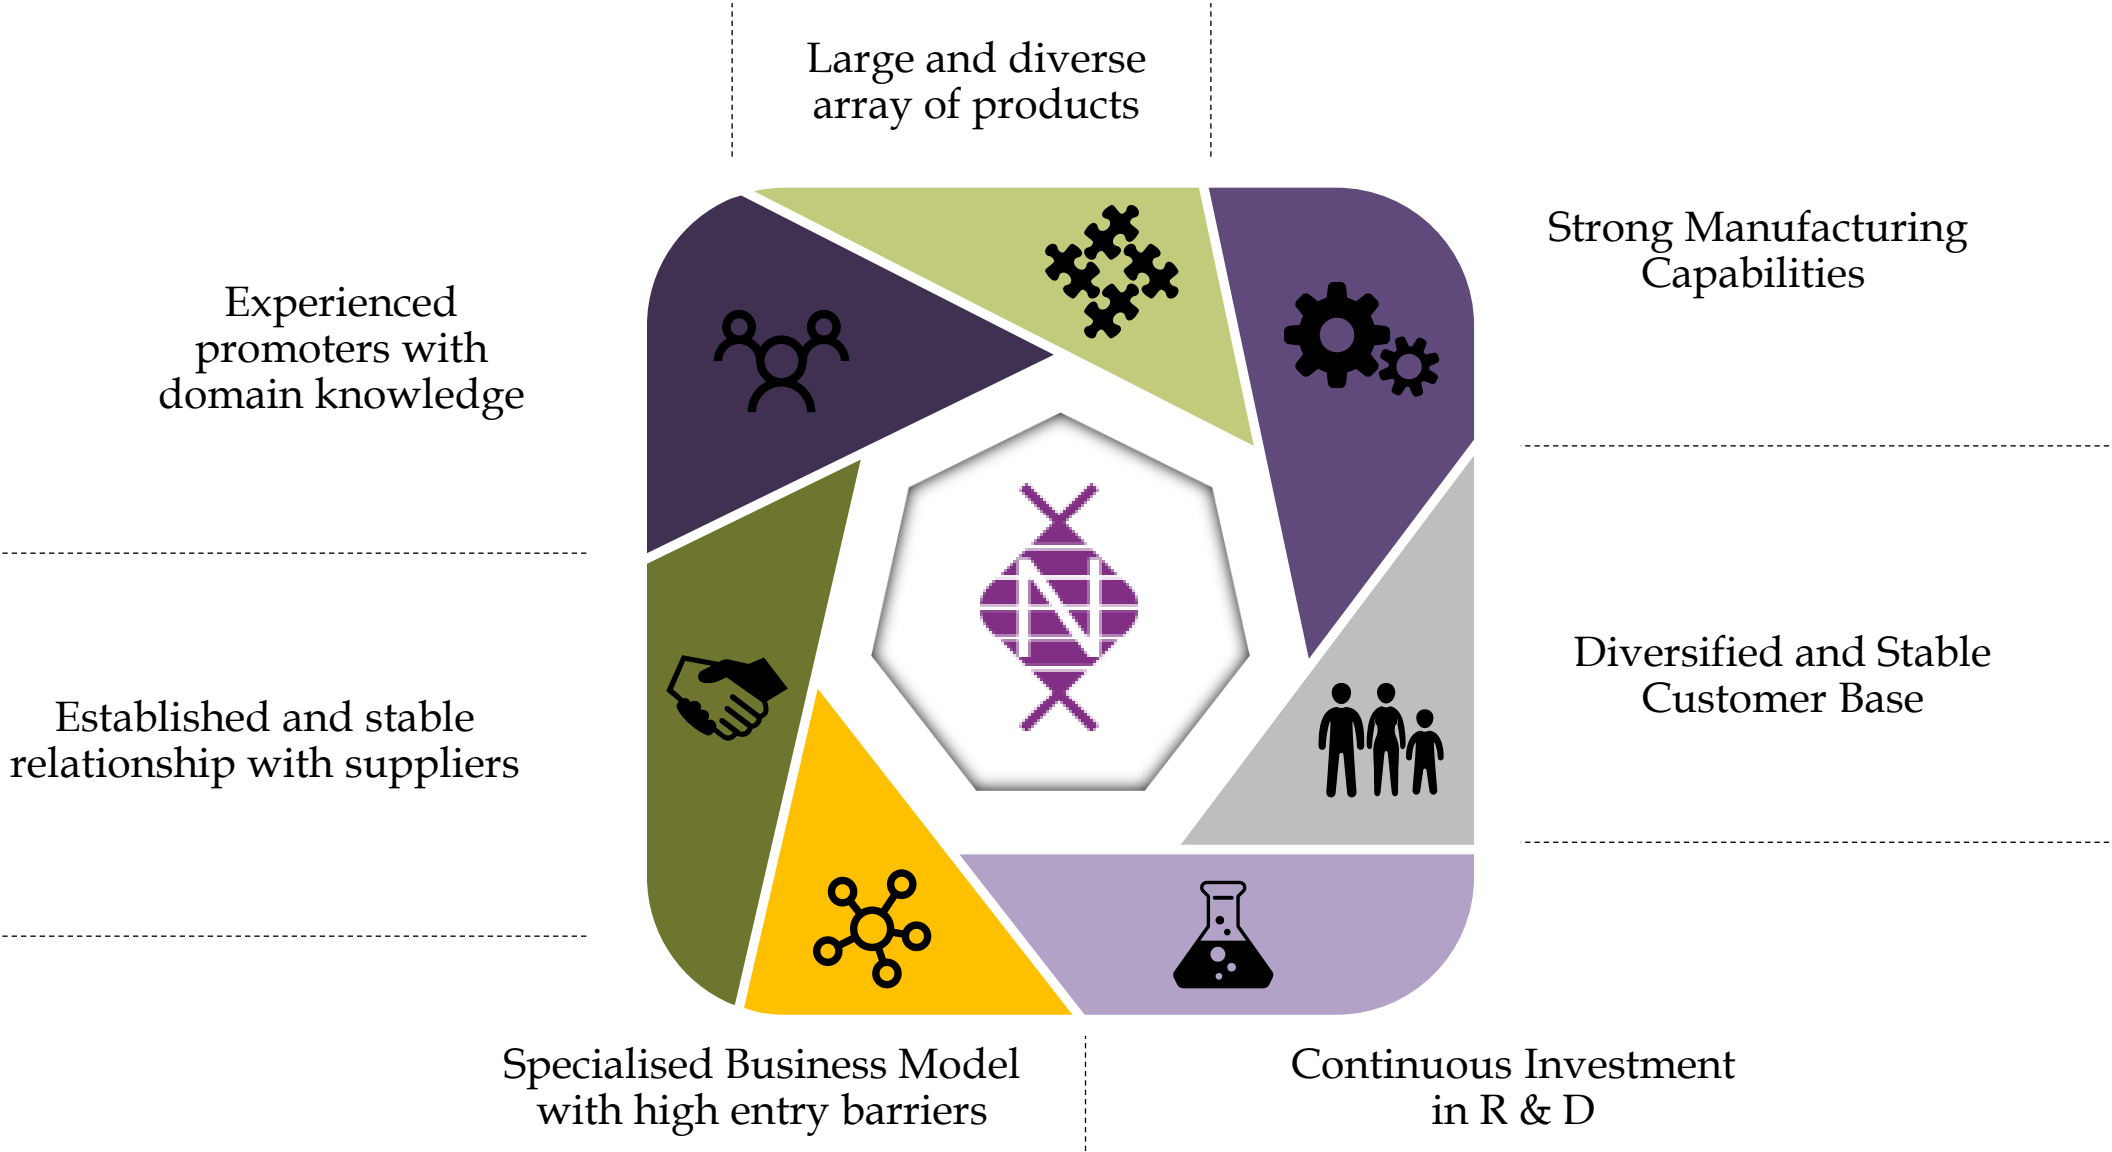 Large and diverse
array of products
Strong Manufacturing
Capabilities
Experienced
promoters with
domain knowledge
N
Diversified and Stable
Customer Base
Established and stable
relationship with suppliers
Specialised Business Model
with high entry barriers
Continuous Investment
in R & D